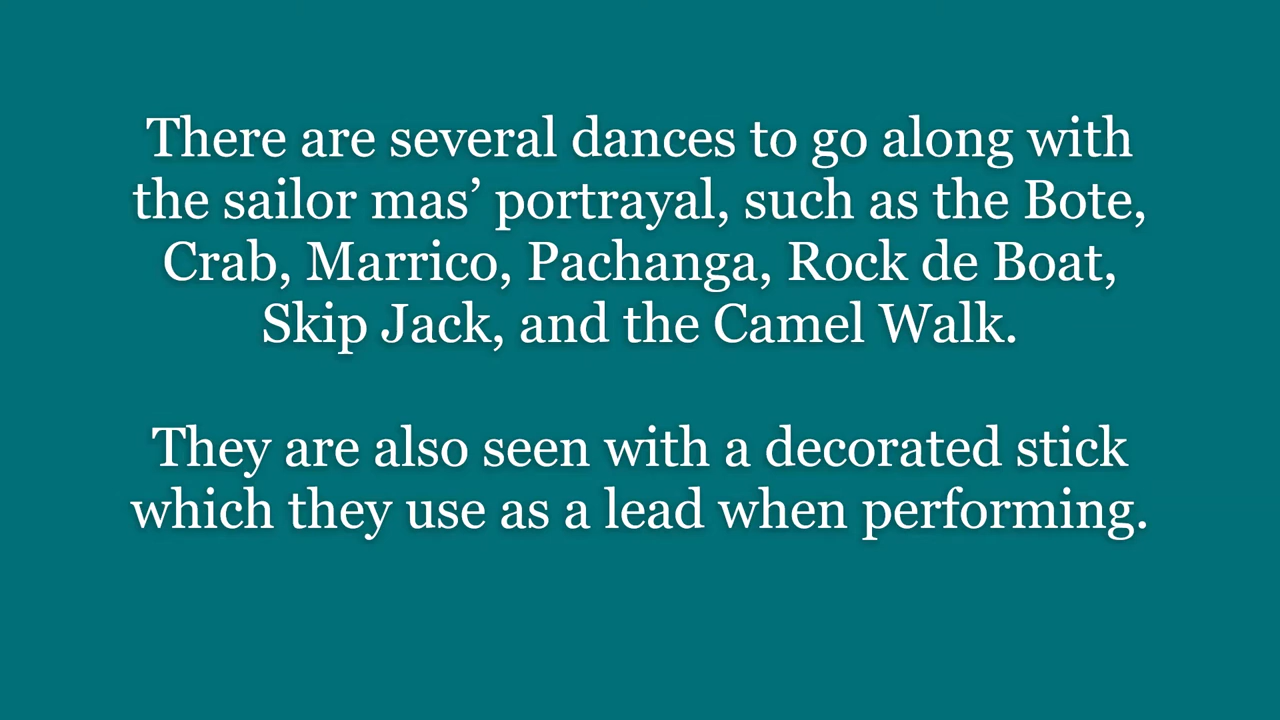 There are several dances to go along with
the sailor mas’ portrayal, such as the Bote,
Crab, Marrico, Pachanga, Rock de Boat,
Skip Jack, and the Camel Walk.
They are also seen with a decorated stick
which they use as a lead when performing.